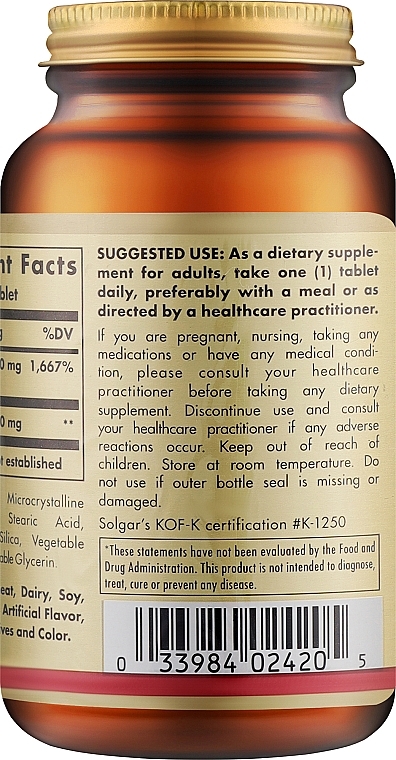 nt Facts
ablet
%DV
0 mg 1,667%
0 mg **
ot established
Microcrystalline
Stearic Acid,
Silica, Vegetable
able Glycerin.
eat, Dairy, Soy,
Artificial Flavor,
ves and Color.
SUGGESTED USE: As a dietary supple-
ment for adults, take one (1) tablet
daily, preferably with a meal or as
directed by a healthcare practitioner.
If you are pregnant, nursing, taking any
medications or have any medical condi-
tion, please consult your healthcare
practitioner before taking any dietary
supplement. Discontinue use and consult
your healthcare practitioner if any adverse
reactions occur. Keep out of reach of
children. Store at room temperature. Do
not use if outer bottle seal is missing or
damaged.
Solgar's KOF-K certification #K-1250
*These statements have not been evaluated by the Food and
Drug Administration. This product is not intended to diagnose,
treat, cure or prevent any disease.
0 33984 02420 5